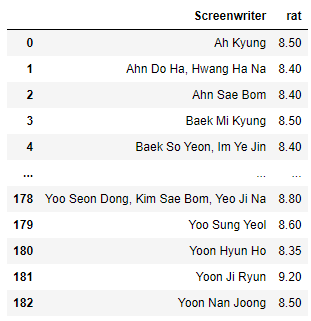 Screenwriter rat
0 Ah Kyung 8.50
1 Ahn Do Ha, Hwang Ha Na 8.40
2 Ahn Sae Bom 8.40
3 Baek Mi Kyung 8.50
4 Baek So Yeon, Im Ye Jin 8.40
... ... ...
178 Yoo Seon Dong, Kim Sae Bom, Yeo Ji Na 8.80
179 Yoo Sung Yeol 8.60
180 Yoon Hyun Ho 8.35
181 Yoon Ji Ryun 9.20
182 Yoon Nan Joong 8.50